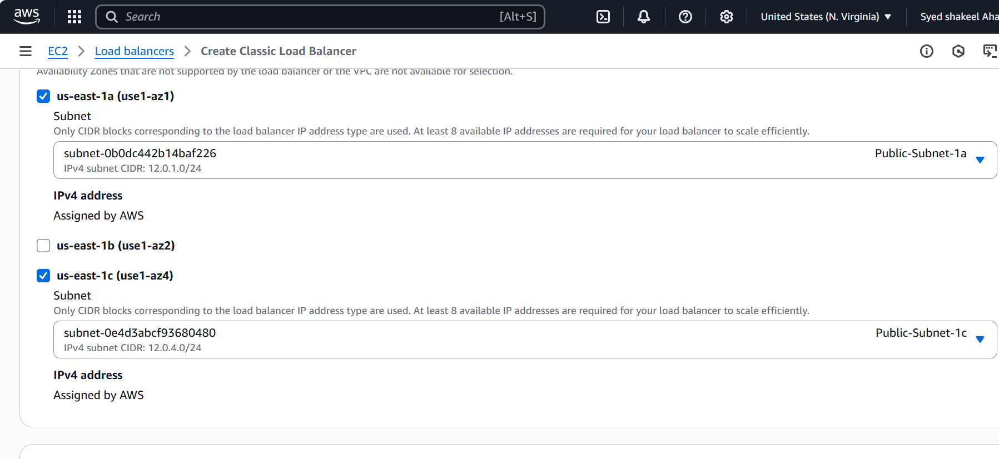 aws
Search [Alt+S]
United States (N. Virginia) Syed shakeel Aha
EC2 Load balancers Create Classic Load Balancer
Availability Zones that are not supported by the load balancer or the VPC are not available for selection.
us-east-1a (use1-az1)
Subnet
Only CIDR blocks corresponding to the load balancer IP address type are used. At least 8 available IP addresses are required for your load balancer to scale efficiently.
subnet-0b0dc442b14baf226 Public-Subnet-1a
IPv4 subnet CIDR: 12.0.1.0/24
IPv4 address
Assigned by AWS
us-east-1b (use1-az2)
us-east-1c (use1-az4)
Subnet
Only CIDR blocks corresponding to the load balancer IP address type are used. At least 8 available IP addresses are required for your load balancer to scale efficiently.
subnet-0e4d3abcf93680480 Public-Subnet-1c
IPv4 subnet CIDR: 12.0.4.0/24
IPv4 address
Assigned by AWS